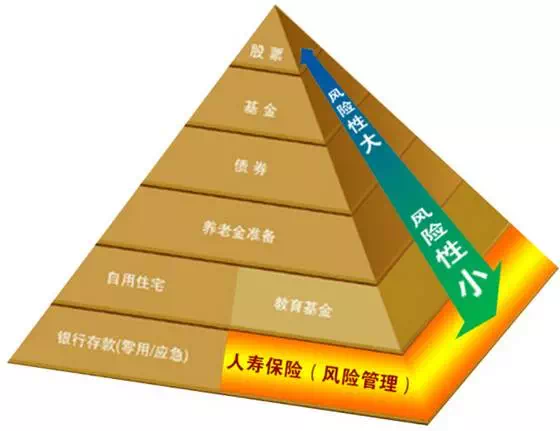 股票
基金
债券
养老金准备
自用住宅
教育基金
银行存款(零用/应急)
人寿保险（风险管理）
风险性大
风险性小